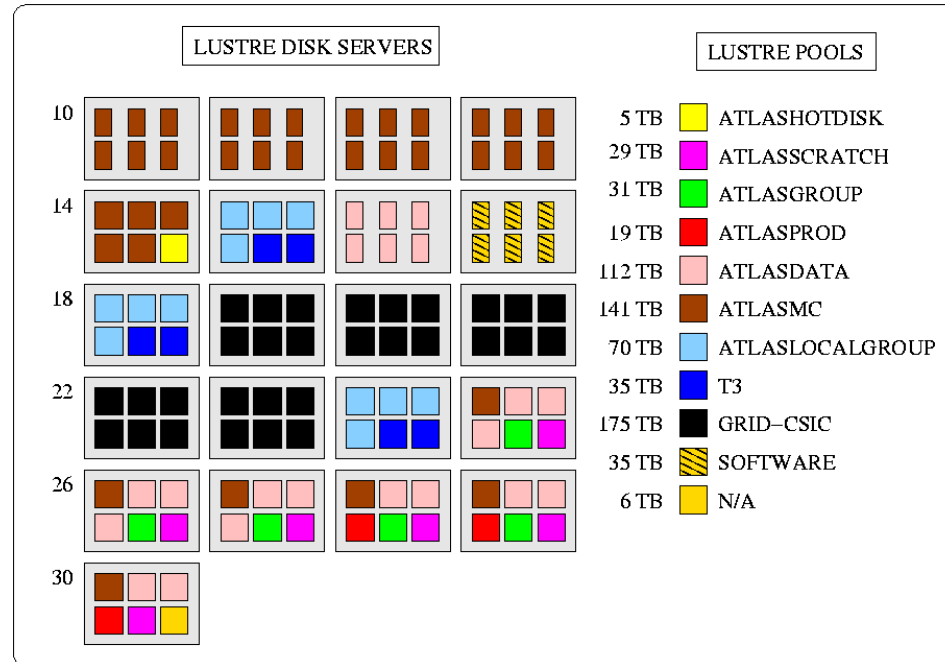 LUSTRE DISK SERVERS
LUSTRE POOLS
10
14
18
22
26
30
5 TB ATLASHOTDISK
29 TB ATLASSCRATCH
31 TB ATLASGROUP
19 TB ATLASPROD
112 TB ATLASDATA
141 TB ATLASMC
70 TB ATLASLOCALGROUP
35 TB T3
175 TB GRID−CSIC
35 TB SOFTWARE
6 TB N/A